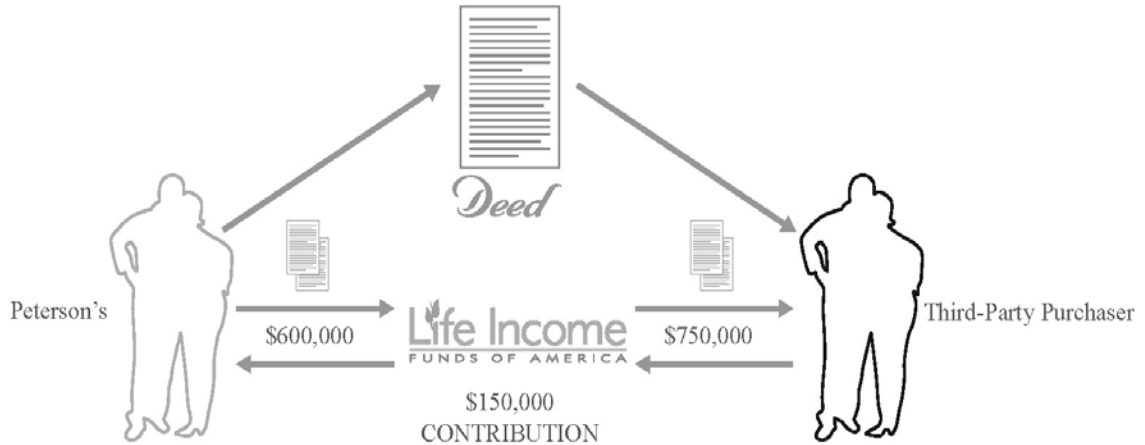 Deed
Peterson's
$600,000
Life Income
FUNDS OF AMERICA
$750,000
Third-Party Purchaser
$150,000
CONTRIBUTION